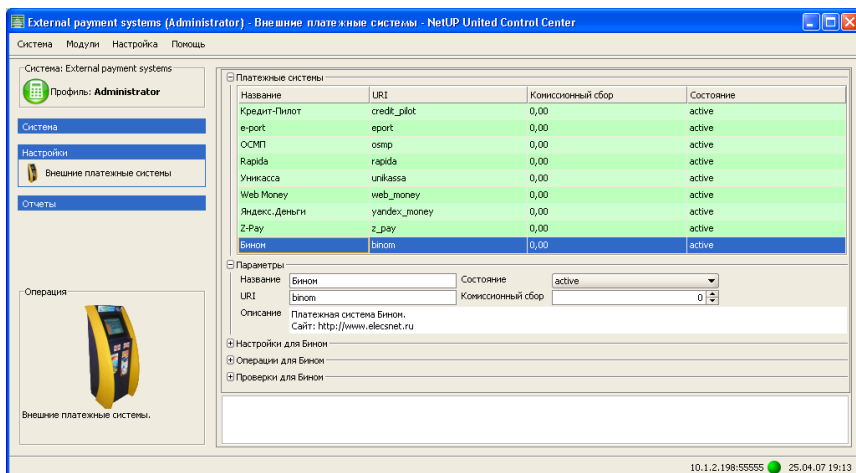 External payment systems (Administrator) - Внешние платежные системы - NetUP United Control Center
Система Модули Настройка Помощь
Система: External payment systems
Профиль: Administrator
Система
Настройки
Внешние платежные системы
Отчеты
Операция
Внешние платежные системы.
Платежные системы
Название URI Комиссионный сбор Состояние
Кредит-Пилот credit_pilot 0,00 active
e-port eport 0,00 active
ОСМП osmp 0,00 active
Rapida rapida 0,00 active
Уникасса unikassa 0,00 active
Web Money web_money 0,00 active
Яндекс.Деньги yandex_money 0,00 active
Z-Pay z_pay 0,00 active
Бином binom 0,00 active
Параметры
Название Бином Состояние active
URI binom Комиссионный сбор 0
Описание Платежная система Бином.
Сайт: http://www.elecsnet.ru
Настройки для Бином
Операции для Бином
Проверки для Бином
10.1.2.198:55555 25.04.07 19:13